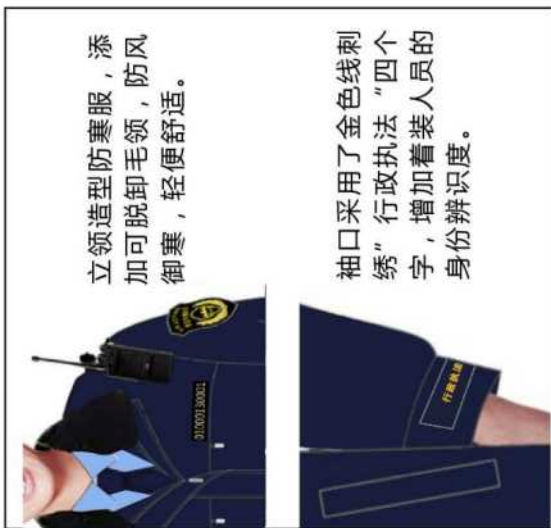 立领造型防寒服，添
加可脱卸毛领，防风
御寒，轻便舒适。
01000130001
袖口采用了金色线刺
绣“行政执法“四个
字，增加着装人员的
身份辨识度。
行政执法